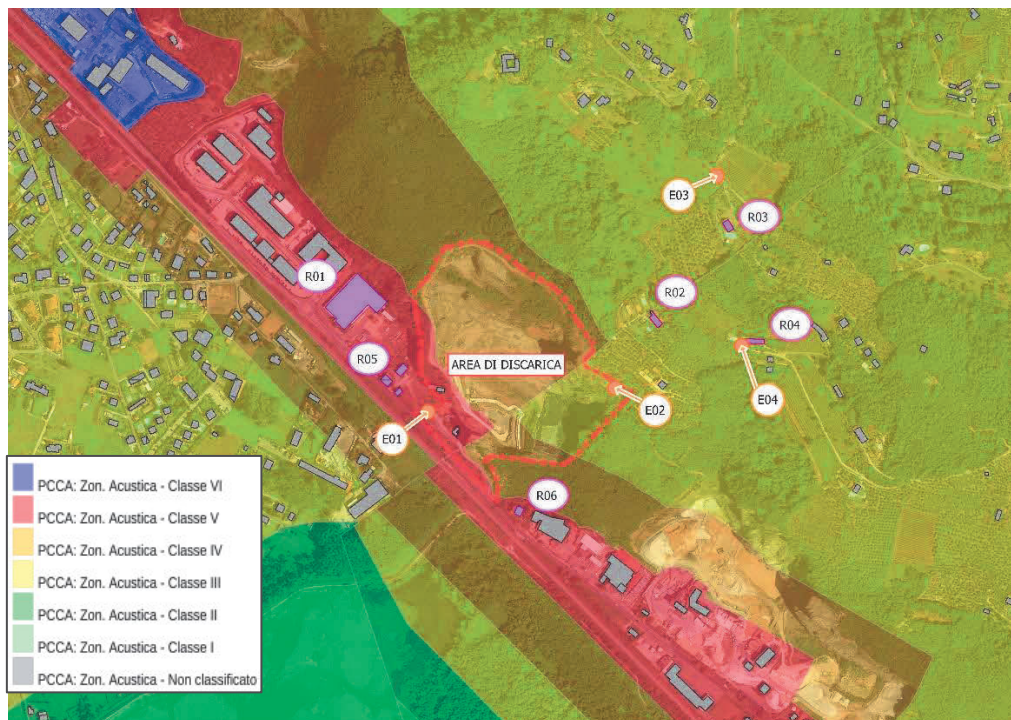 E03
R03
R01
R02
R04
R05
AREA DI DISCARICA
E02
E04
E01
R06
PCCA: Zon. Acustica - Classe VI
PCCA: Zon. Acustica - Classe V
PCCA: Zon. Acustica - Classe IV
PCCA: Zon. Acustica - Classe III
PCCA: Zon. Acustica - Classe II
PCCA: Zon. Acustica - Classe I
PCCA: Zon. Acustica - Non classificato